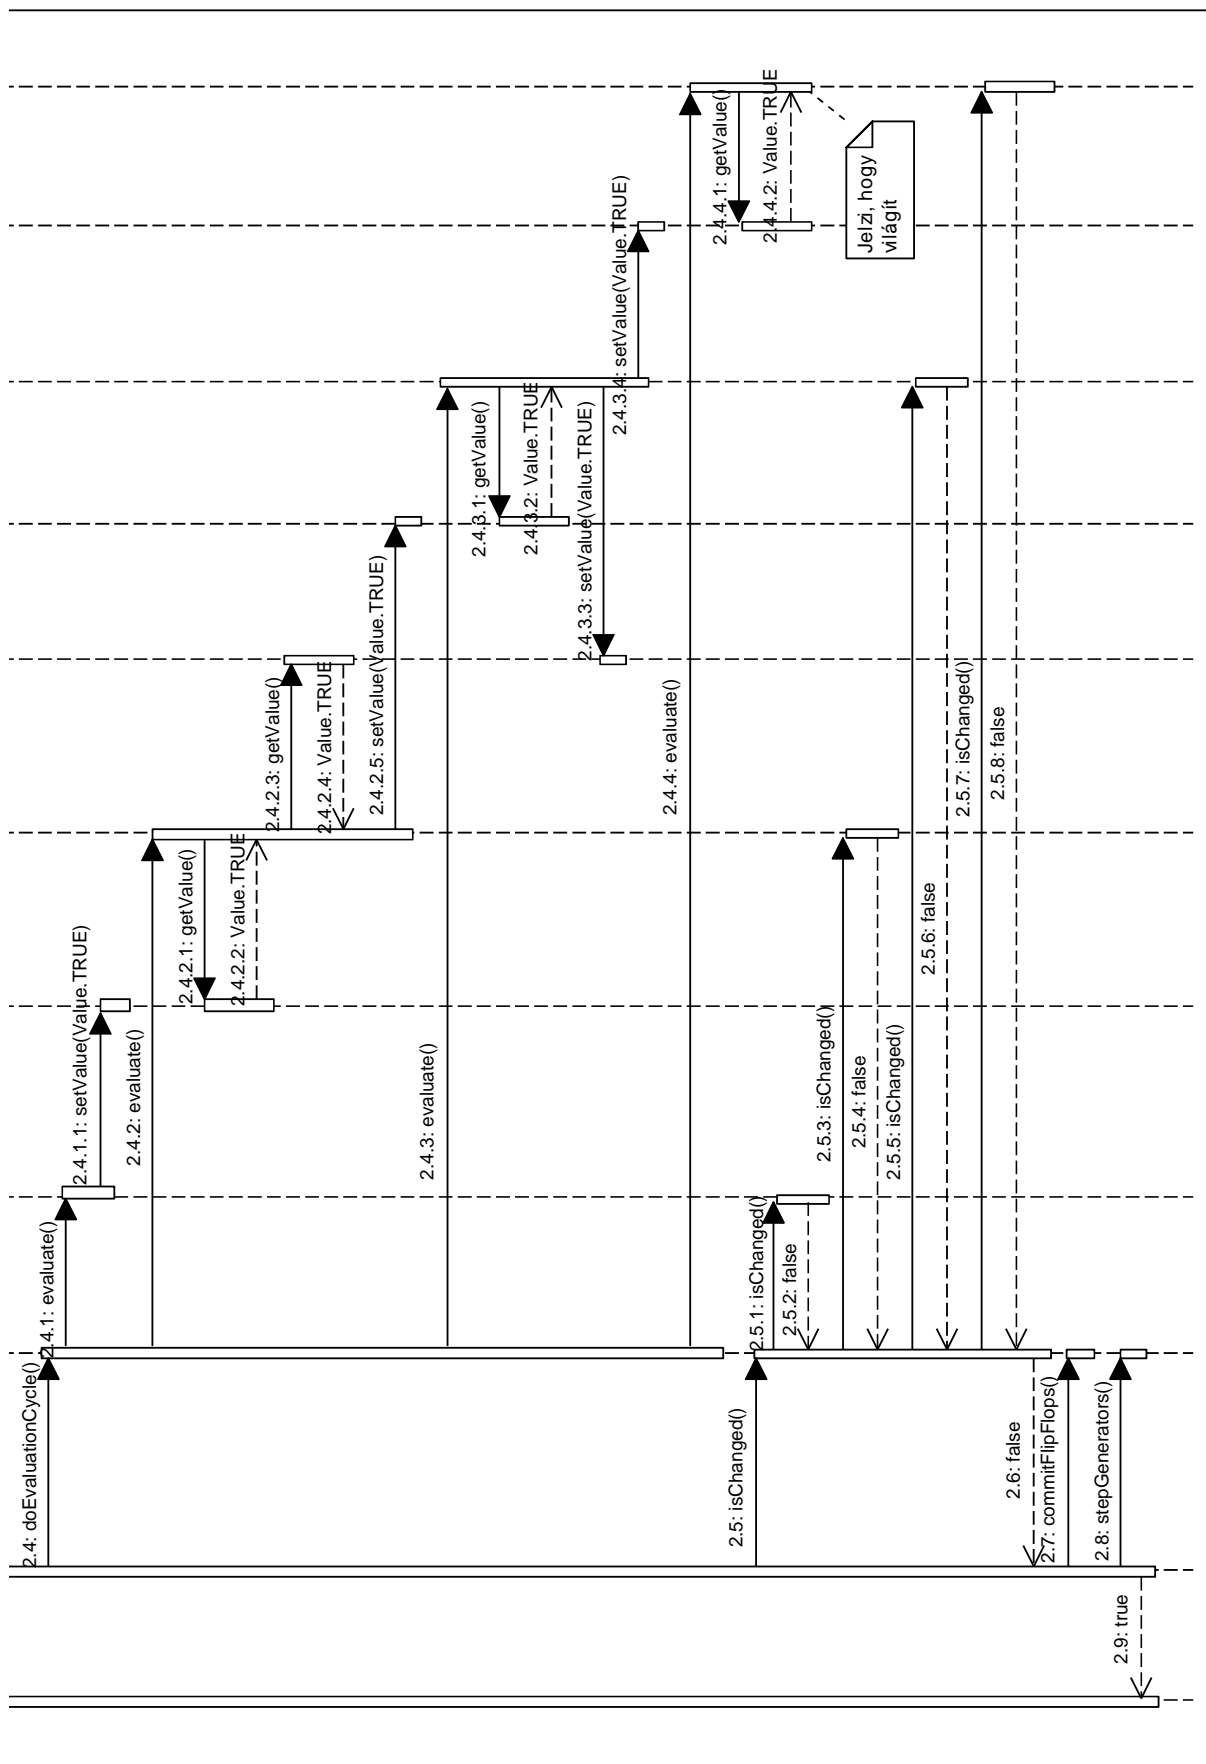 2.4: doEvaluationCycle()
2.4.1: evaluate()
2.4.1.1: setValue(Value.TRUE)
2.4.2: evaluate()
2.4.2.1: getValue()
2.4.2.2: Value.TRUE
2.4.2.3: getValue()
2.4.2.4: Value.TRUE
2.4.2.5: setValue(Value.TRUE)
2.4.3: evaluate()
2.4.3.1: getValue()
2.4.3.2: Value.TRUE
2.4.3.3: setValue(Value.TRUE)
2.4.3.4: setValue(Value.TRUE)
2.4.4: evaluate()
2.4.4.1: getValue()
2.4.4.2: Value.TRUE
Jelzi, hogy
világít
2.5: isChanged()
2.5.1: isChanged()
2.5.2: false
2.5.3: isChanged()
2.5.4: false
2.5.5: isChanged()
2.5.6: false
2.5.7: isChanged()
2.5.8: false
2.6: false
2.7: commitFlipFlops()
2.8: stepGenerators()
2.9: true